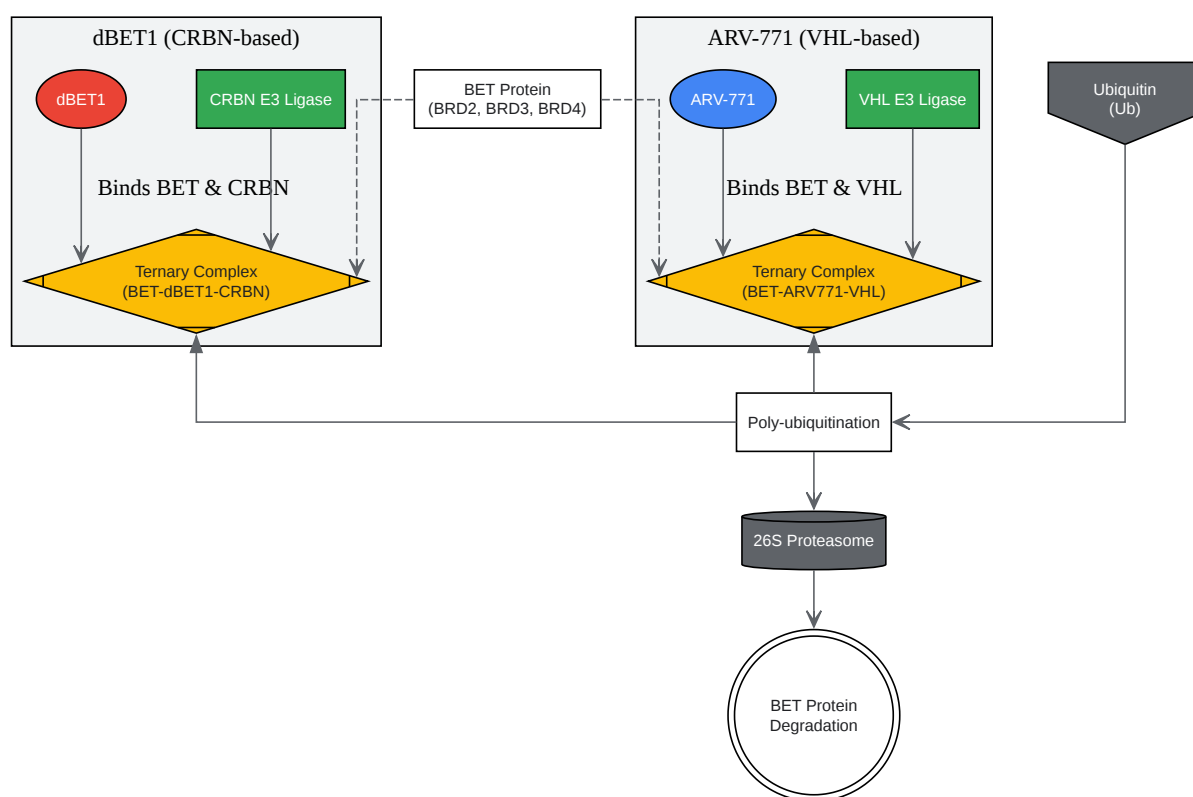 dBET1 (CRBN-based)
dBET1
CRBN E3 Ligase
Binds BET & CRBN
Ternary Complex
(BET-dBET1-CRBN)
BET Protein
(BRD2, BRD3, BRD4)
ARV-771 (VHL-based)
ARV-771
VHL E3 Ligase
Binds BET & VHL
Ternary Complex
(BET-ARV771-VHL)
Ubiquitin
(Ub)
Poly-ubiquitination
26S Proteasome
BET Protein
Degradation